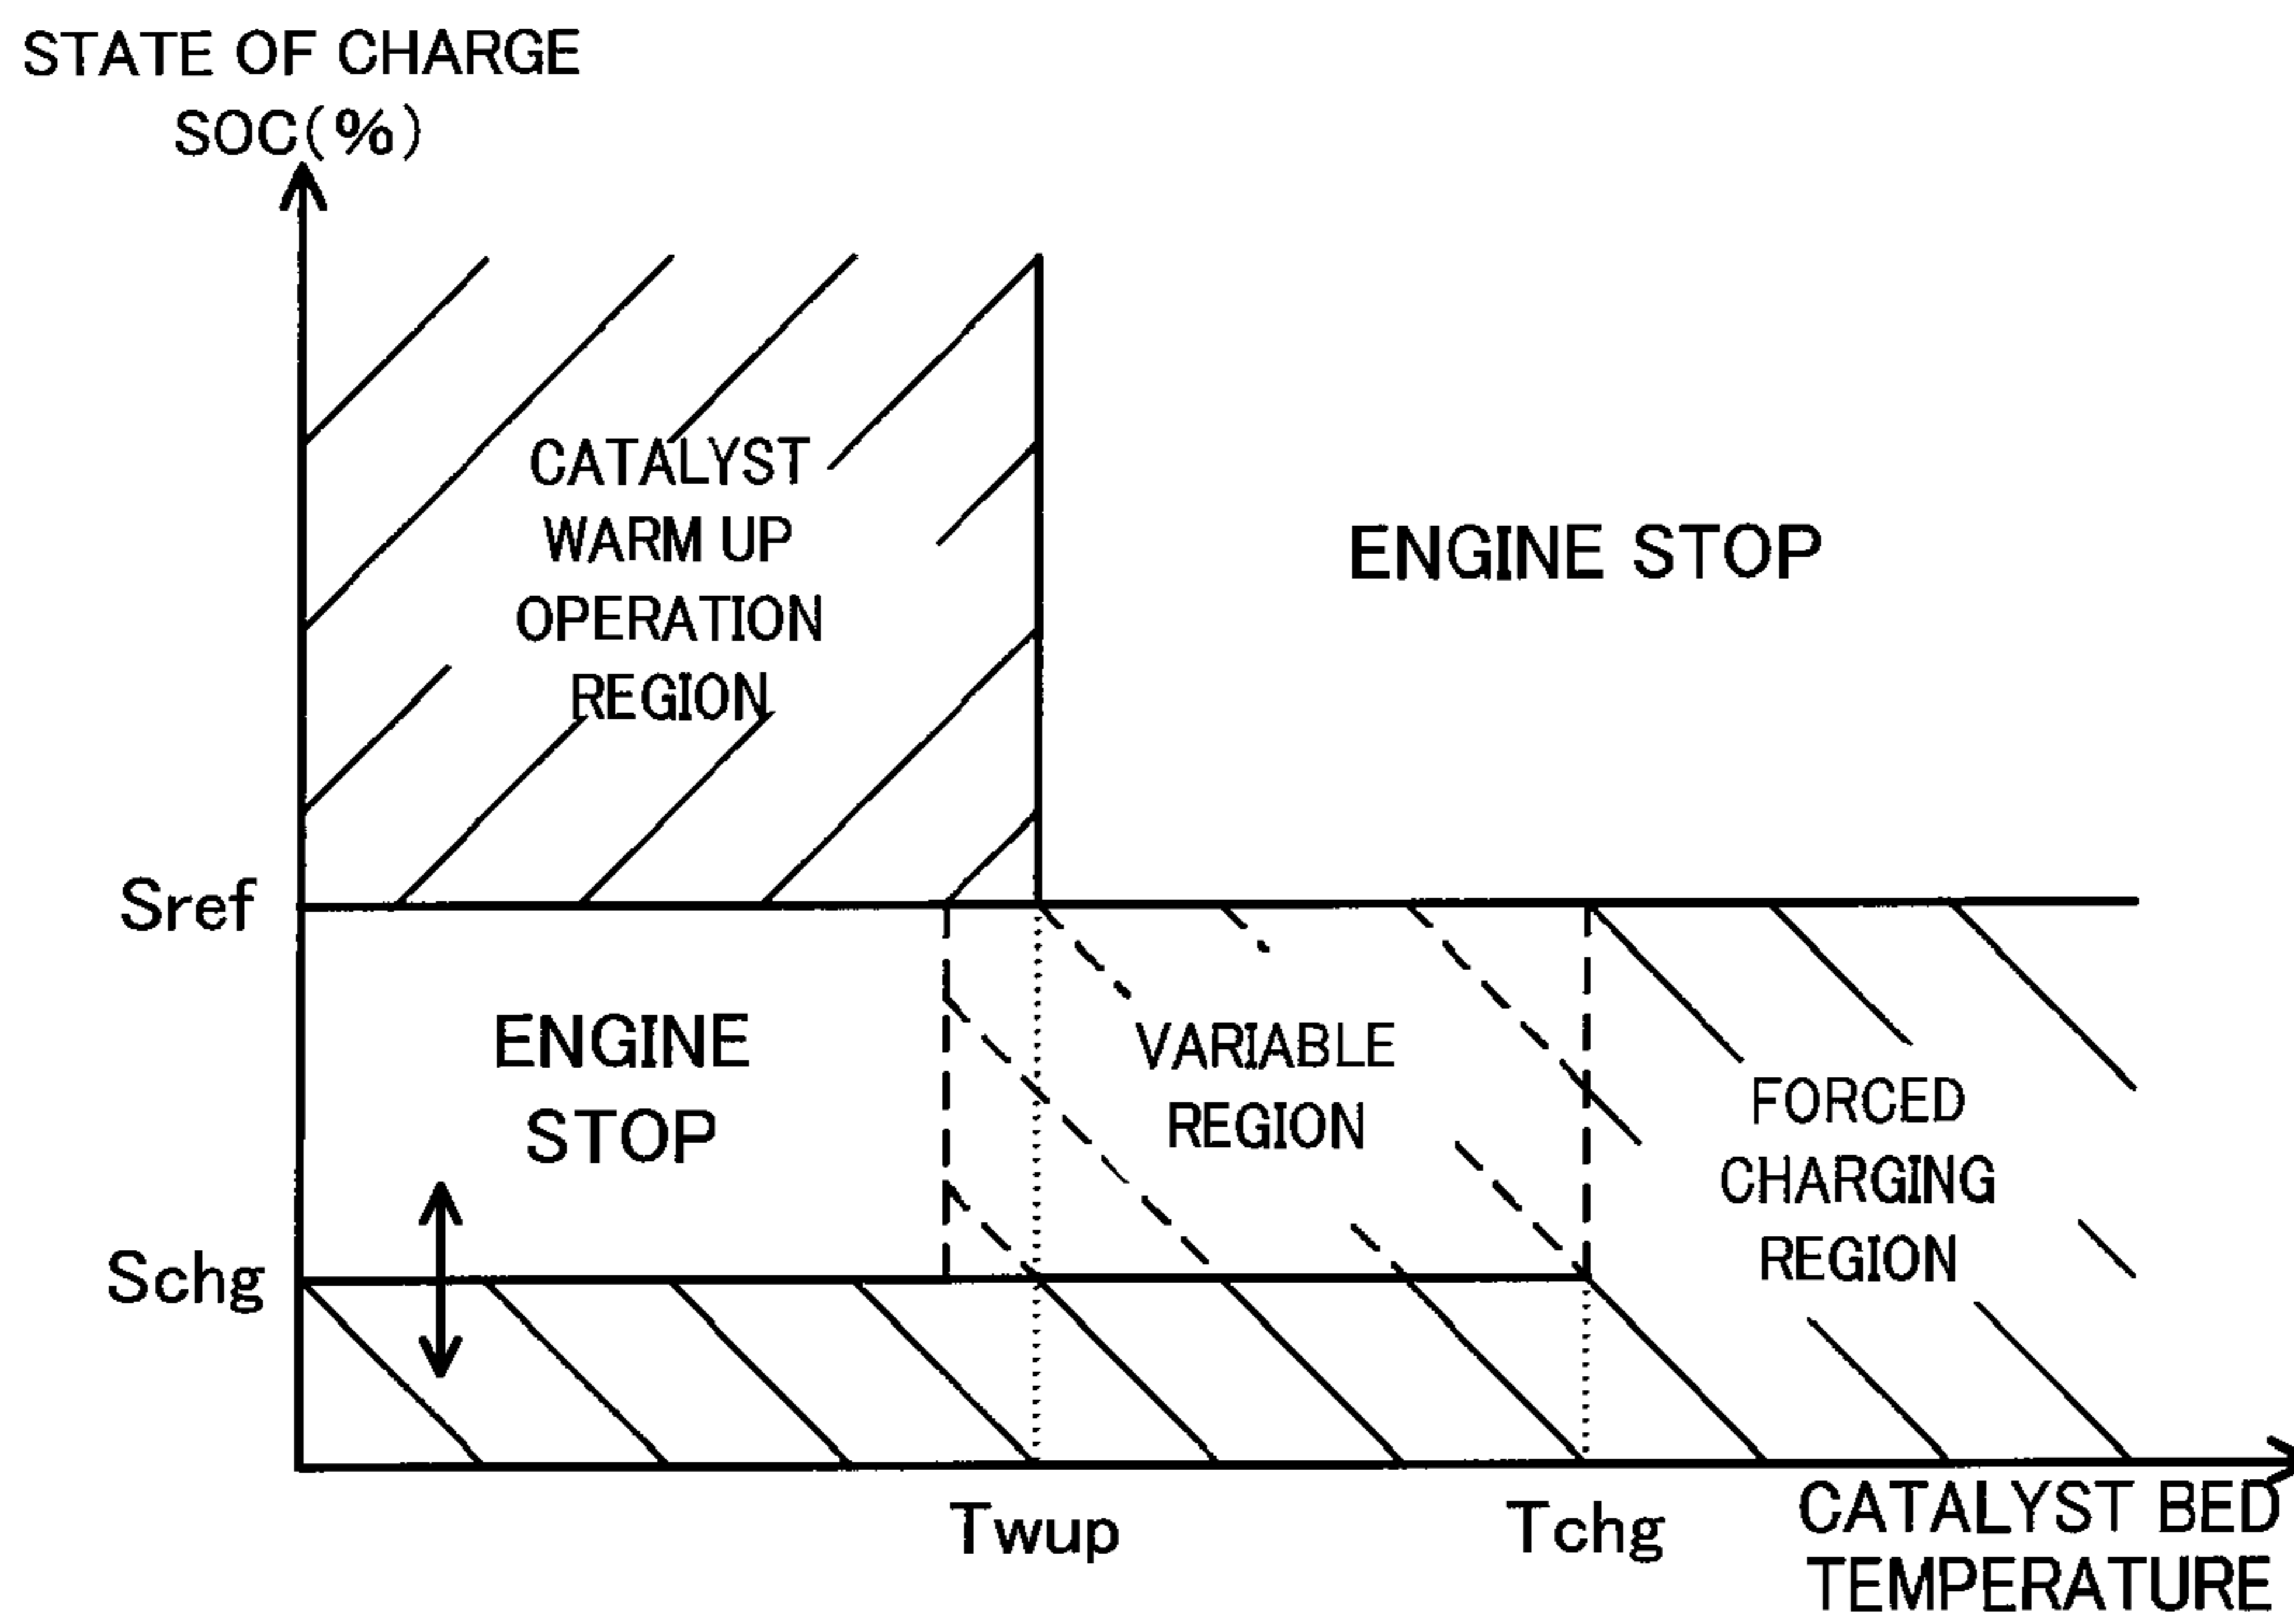 STATE OF CHARGE
SOC(%)
CATALYST
WARM UP
OPERATION
REGION
ENGINE STOP
Sref
ENGINE
STOP
VARIABLE
REGION
FORCED
CHARGING
REGION
Schg
Twup
Tchg
CATALYST BED
TEMPERATURE